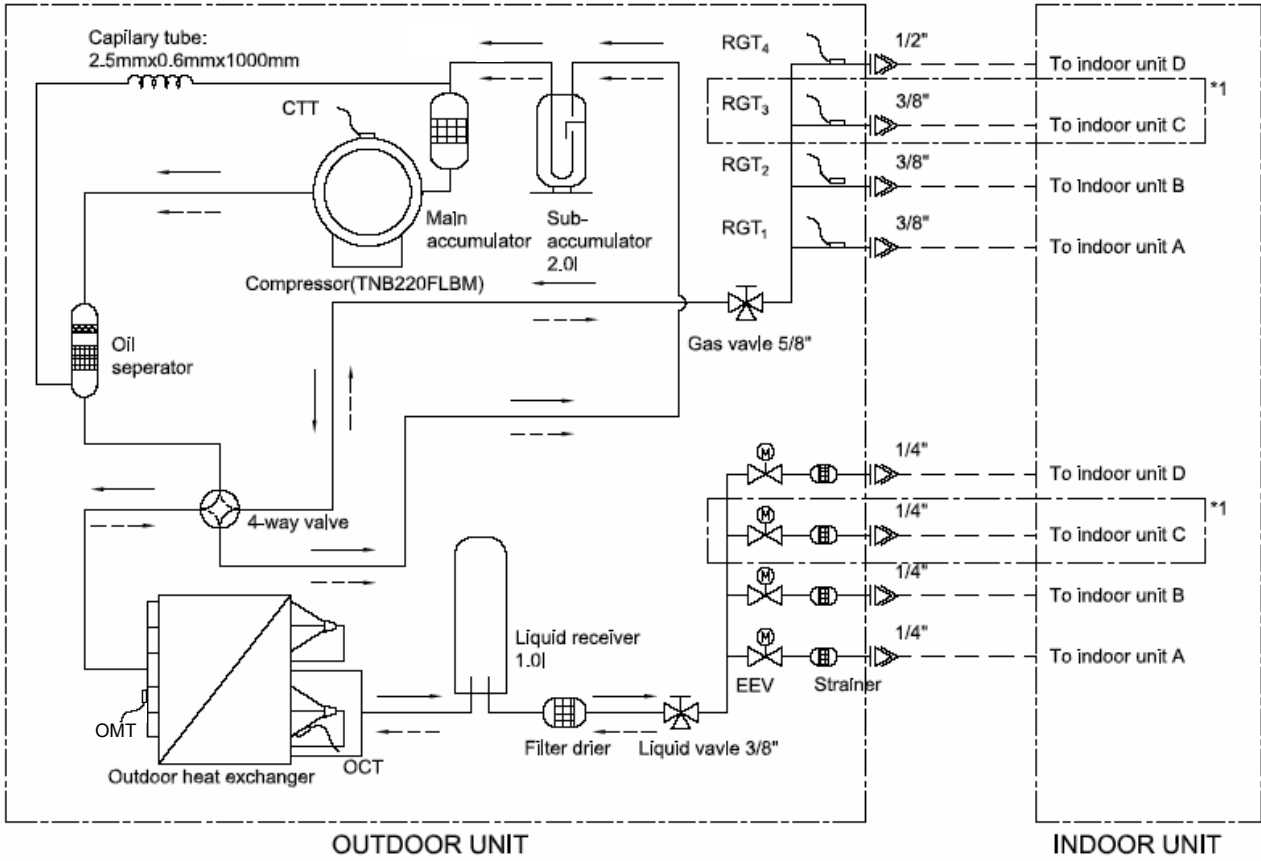 Capilary tube:
2.5mmx0.6mmx1000mm
CTT
Main
accumulator
Sub-
accumulator
2.0l
Compressor(TNB220FLBM)
Oil
seperator
4-way valve
RGT4
1/2"
To indoor unit D
RGT3
3/8"
To indoor unit C
*1
RGT2
3/8"
To indoor unit B
RGT1
3/8"
To indoor unit A
Gas vavle 5/8"
M
1/4"
To indoor unit D
M
1/4"
To indoor unit C
*1
M
1/4"
To indoor unit B
M
1/4"
To indoor unit A
EEV
Strainer
Liquid receiver
1.0l
Filter drier
Liquid vavle 3/8"
OMT
OCT
Outdoor heat exchanger
OUTDOOR UNIT
INDOOR UNIT